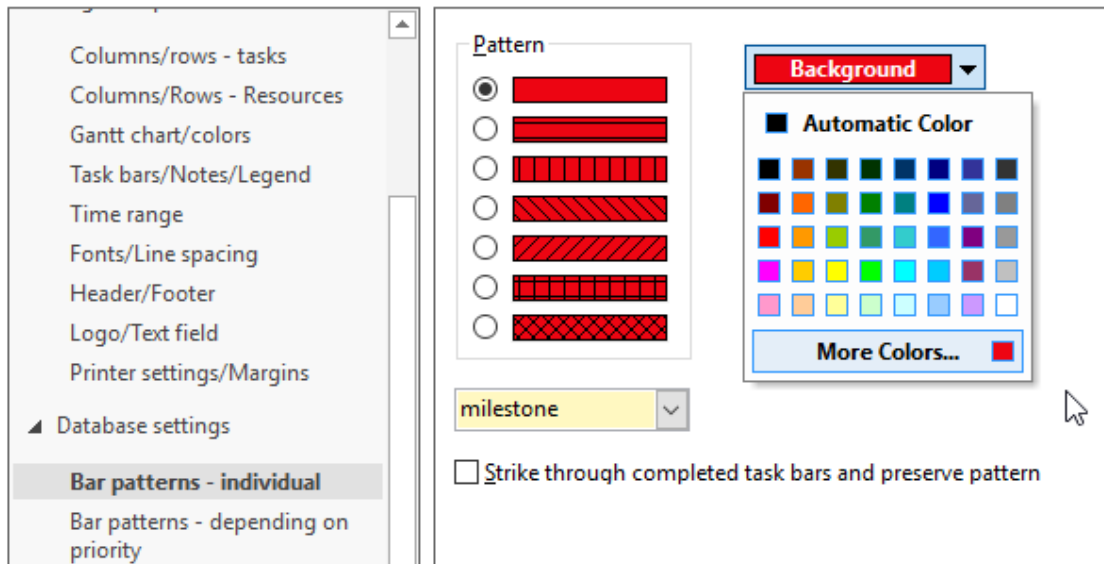 Columns/rows - tasks
Columns/Rows - Resources
Gantt chart/colors
Task bars/Notes/Legend
Time range
Fonts/Line spacing
Header/Footer
Logo/Text field
Printer settings/Margins
Database settings
Bar patterns - individual
Bar patterns - depending on
priority
Pattern
Background
Automatic Color
More Colors...
milestone
Strike through completed task bars and preserve pattern